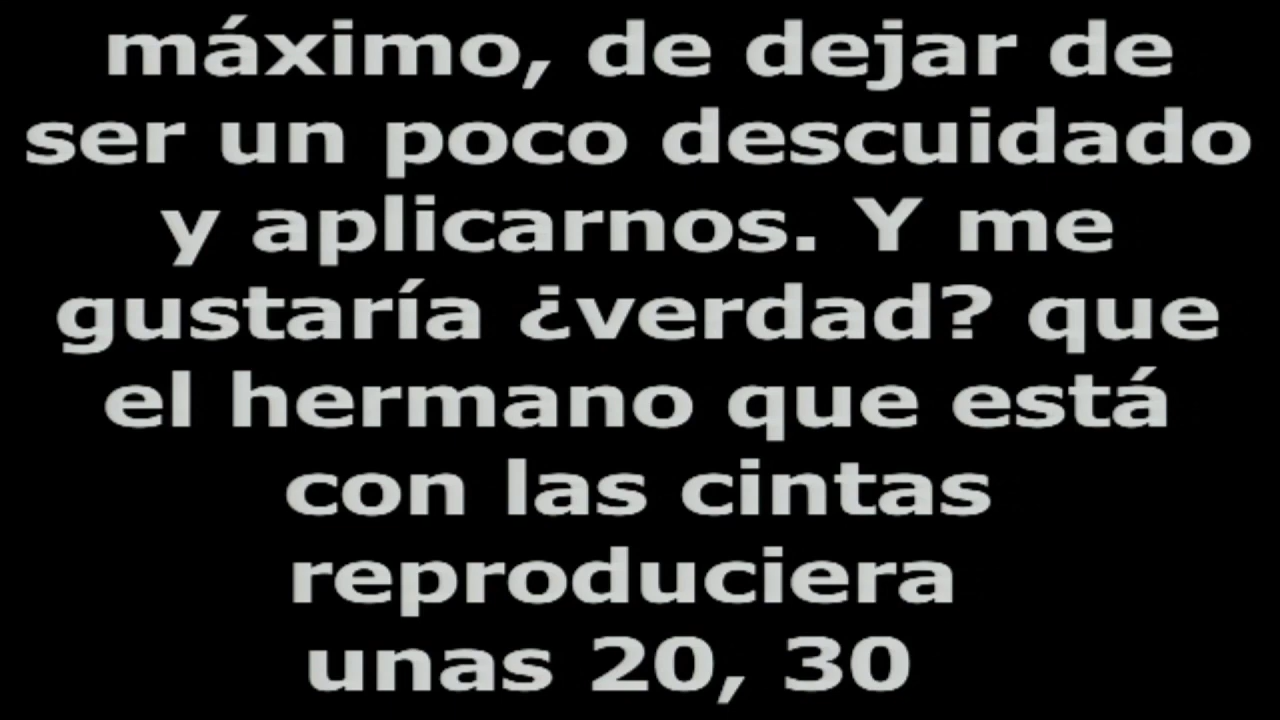 máximo, de dejar de
ser un poco descuidado
y aplicarnos. Y me
gustaría ¿verdad? que
el hermano que está
con las cintas
reproduciera
unas 20, 30